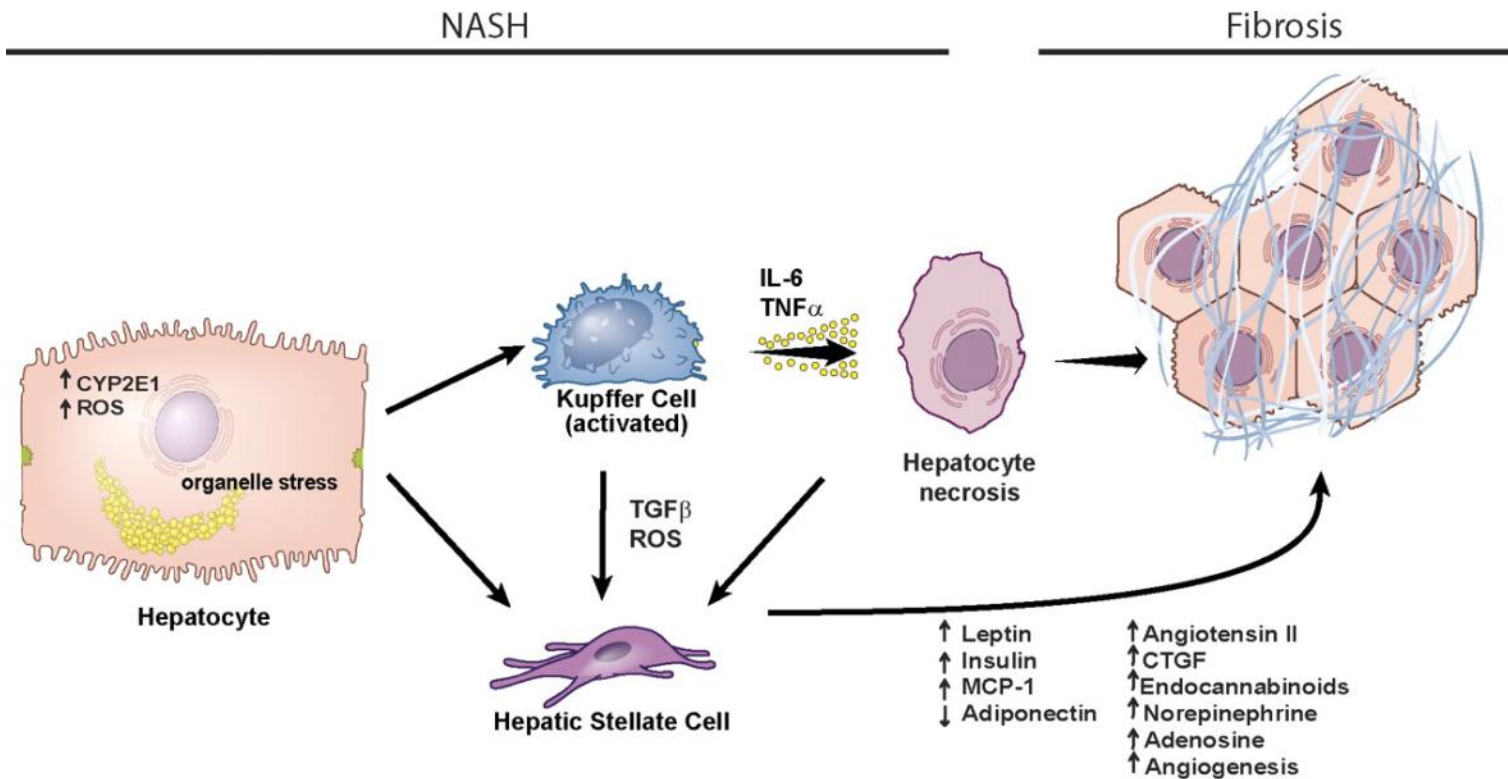 NASH
Fibrosis
↑ CYP2E1
↑ ROS
organelle stress
Hepatocyte
Kupffer Cell
(activated)
IL-6
TNFα
Hepatocyte
necrosis
TGFβ
ROS
Hepatic Stellate Cell
↑ Leptin
↑ Insulin
↑ MCP-1
↓ Adiponectin
↑ Angiotensin II
↑ CTGF
↑ Endocannabinoids
↑ Norepinephrine
↑ Adenosine
↑ Angiogenesis